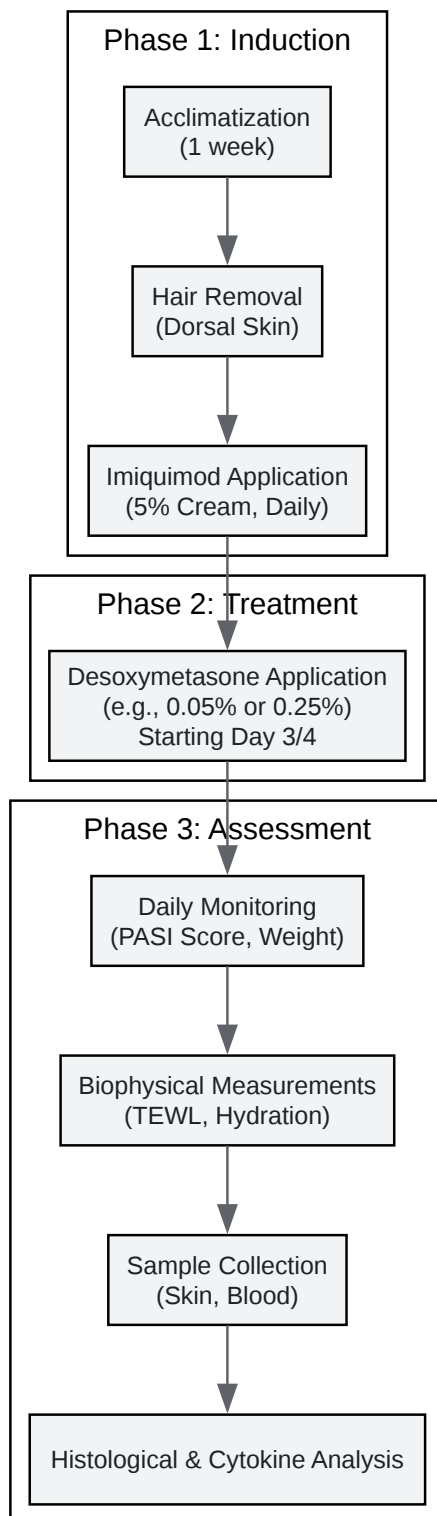 Phase 1: Induction
Acclimatization
(1 week)
Hair Removal
(Dorsal Skin)
Imiquimod Application
(5% Cream, Daily)
Phase 2: Treatment
Desoxymetasone Application
(e.g., 0.05% or 0.25%)
Starting Day 3/4
Phase 3: Assessment
Daily Monitoring
(PASI Score, Weight)
Biophysical Measurements
(TEWL, Hydration)
Sample Collection
(Skin, Blood)
Histological & Cytokine Analysis